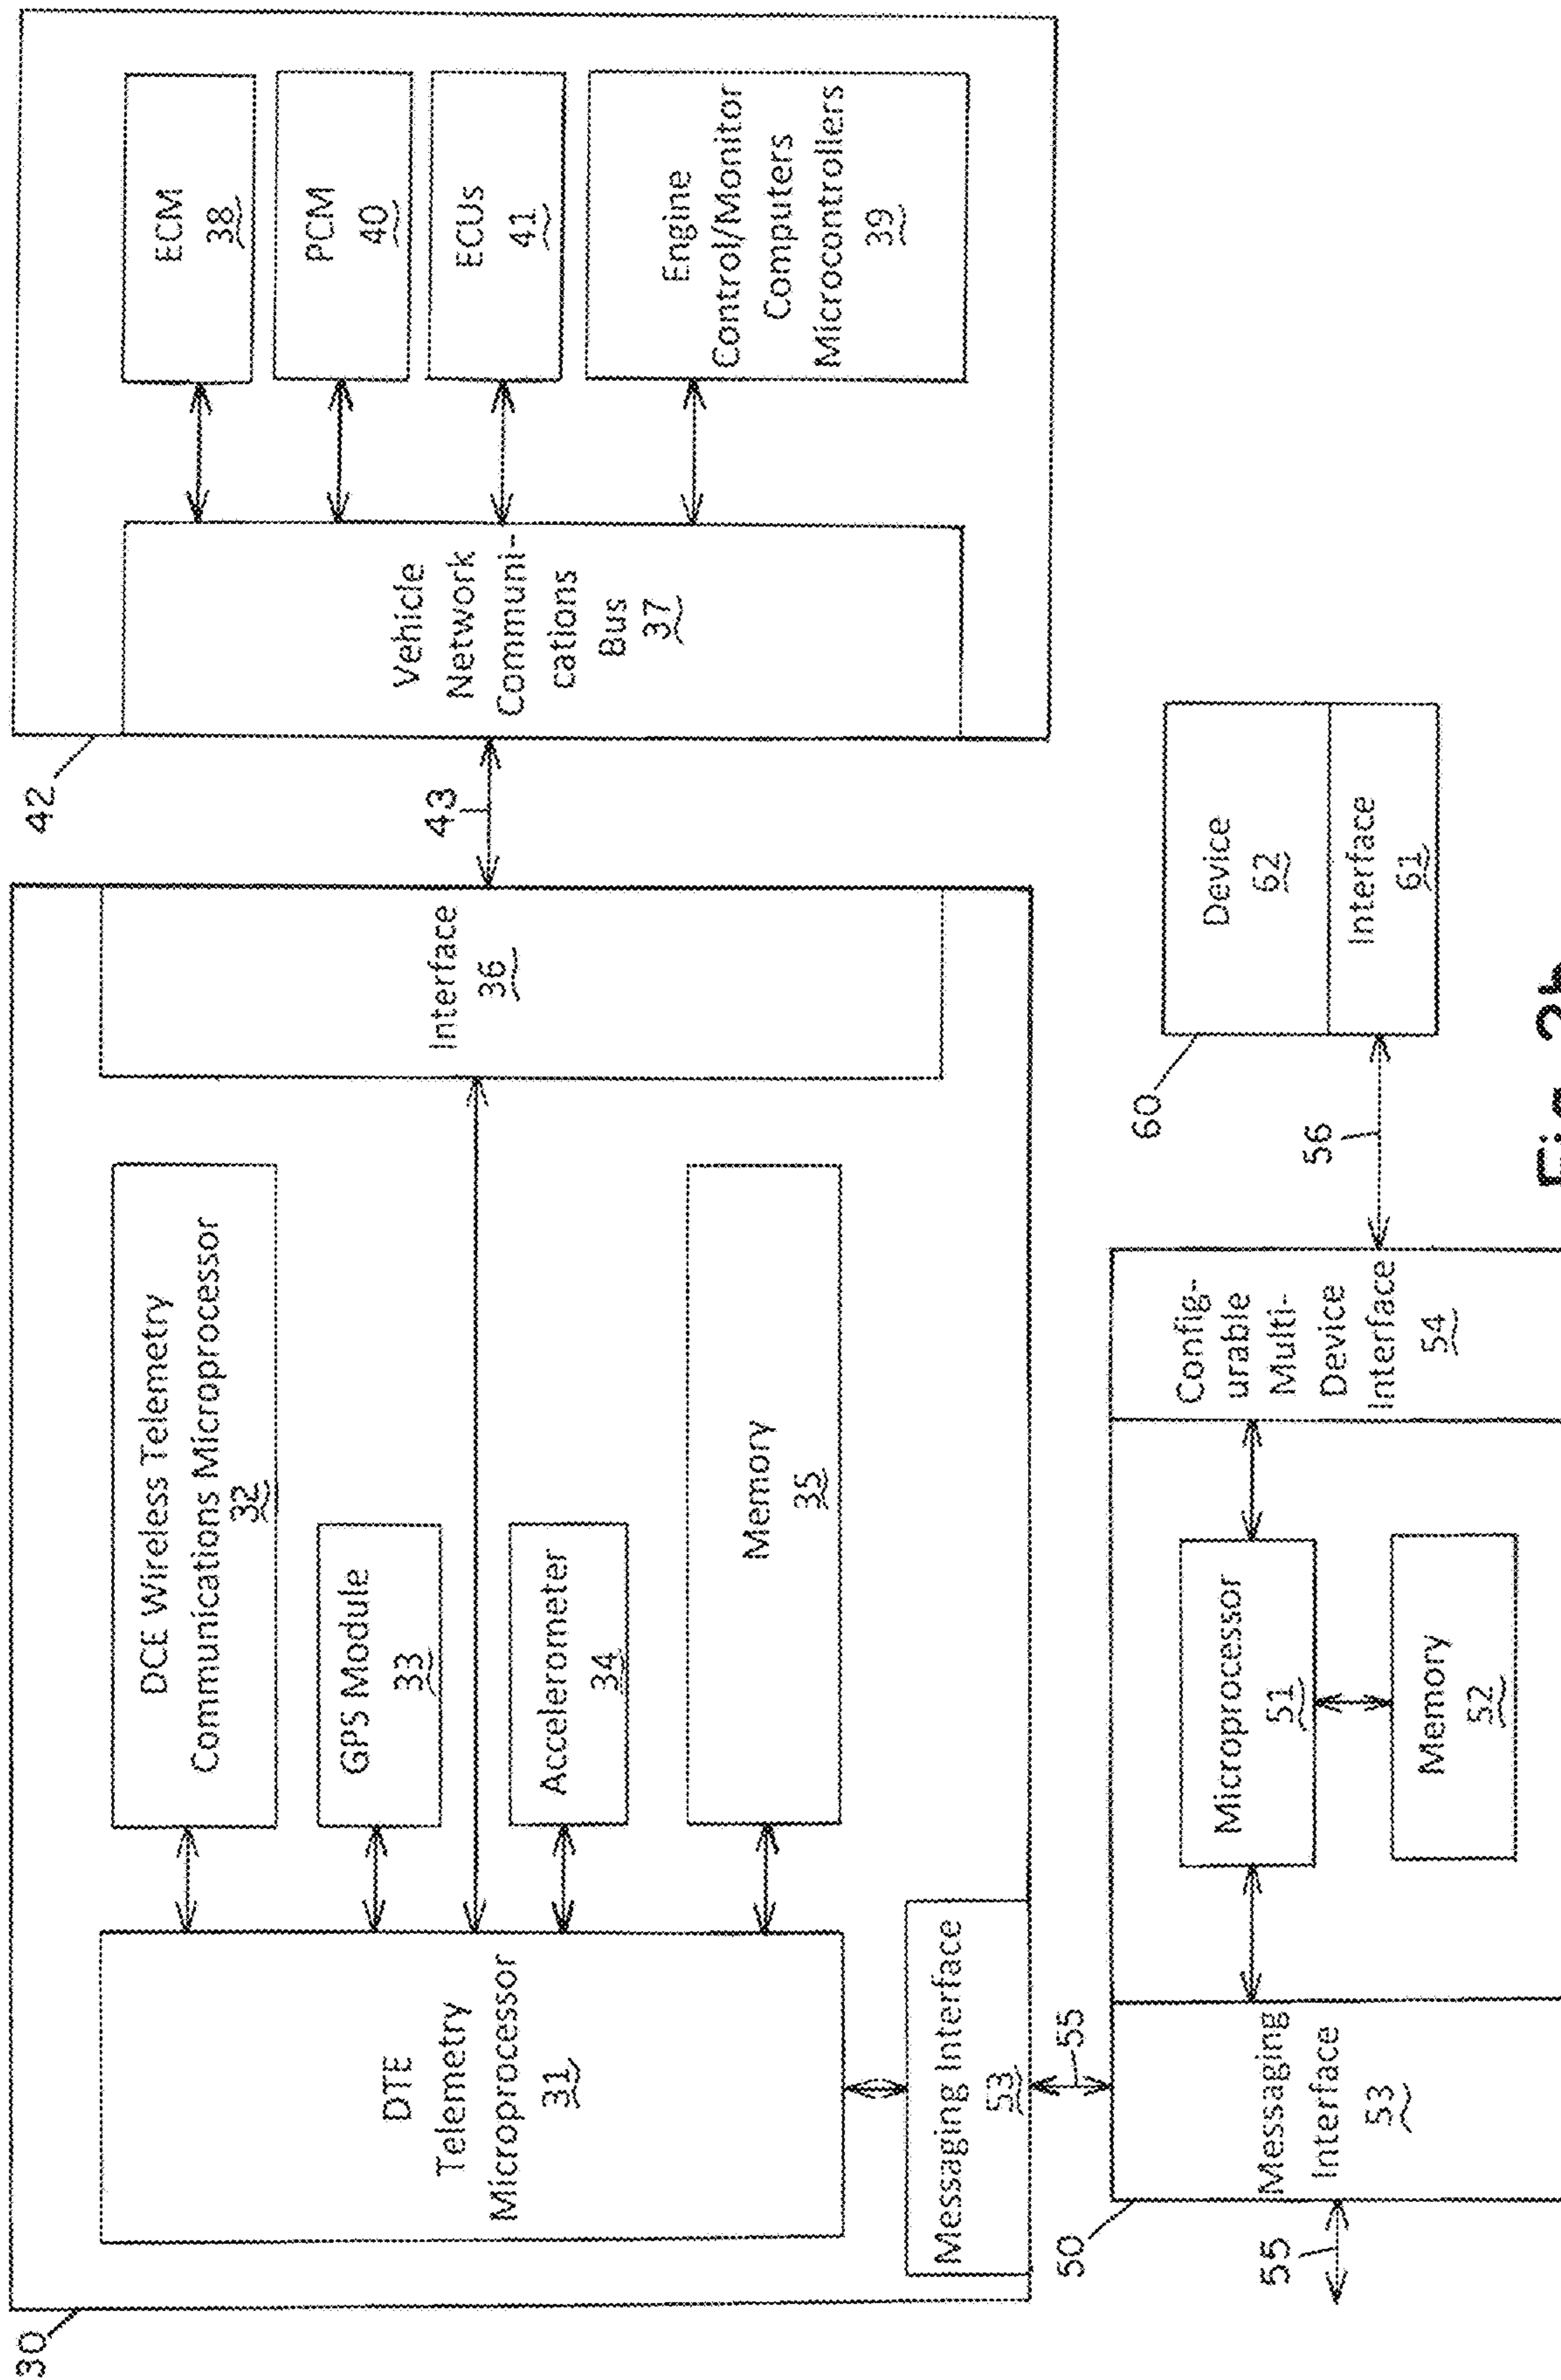 30
DTE
Telemetry
Microprocessor
31
DCE Wireless Telemetry
Communications Microprocessor
32
GPS Module
33
Accelerometer
34
Memory
35
Interface
36
Messaging Interface
53
42
43
Vehicle
Network
Communi-
cations
Bus
37
ECM
38
PCM
40
ECUs
41
Engine
Control/Monitor
Computers
Microcontrollers
39
55
50
55
Messaging
Interface
53
Microprocessor
51
Memory
52
Config-
urable
Multi-
Device
Interface
54
56
60
Device
62
Interface
61